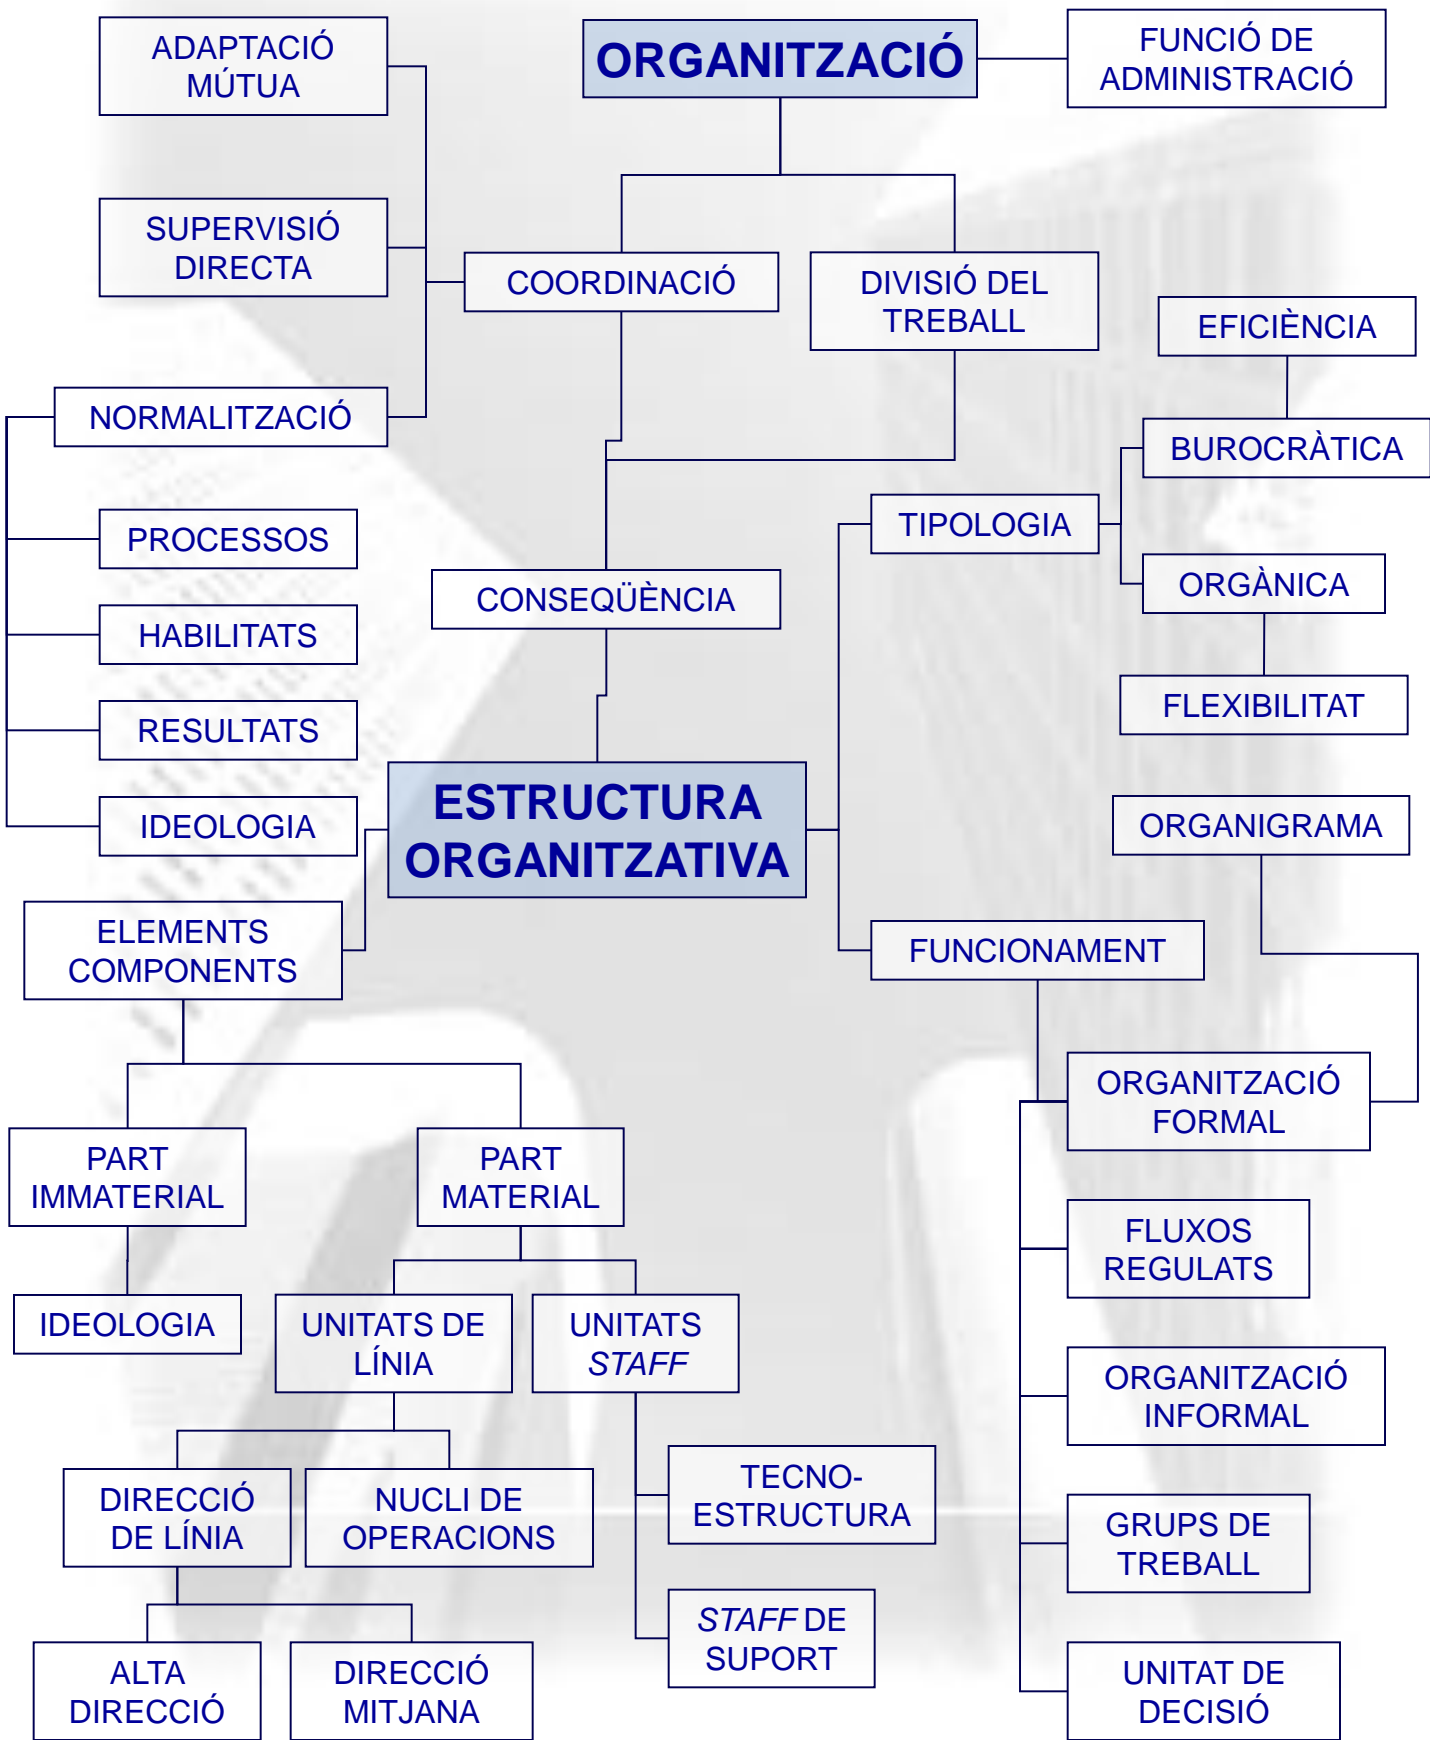 ADAPTACIÓ
MÚTUA
ORGANITZACIÓ
FUNCIÓ DE
ADMINISTRACIÓ
SUPERVISIÓ
DIRECTA
COORDINACIÓ
DIVISIÓ DEL
TREBALL
EFICIÈNCIA
NORMALITZACIÓ
BUROCRÀTICA
TIPOLOGIA
PROCESSOS
CONSEQÜÈNCIA
ORGÀNICA
HABILITATS
FLEXIBILITAT
RESULTATS
ESTRUCTURA
ORGANITZATIVA
IDEOLOGIA
ORGANIGRAMA
ELEMENTS
COMPONENTS
FUNCIONAMENT
ORGANITZACIÓ
FORMAL
PART
IMMATERIAL
PART
MATERIAL
FLUXOS
REGULATS
IDEOLOGIA
UNITATS DE
LÍNIA
UNITATS
STAFF
ORGANITZACIÓ
INFORMAL
DIRECCIÓ
DE LÍNIA
NUCLI DE
OPERACIONS
TECNO-
ESTRUCTURA
GRUPS DE
TREBALL
STAFF DE
SUPORT
ALTA
DIRECCIÓ
DIRECCIÓ
MITJANA
UNITAT DE
DECISIÓ